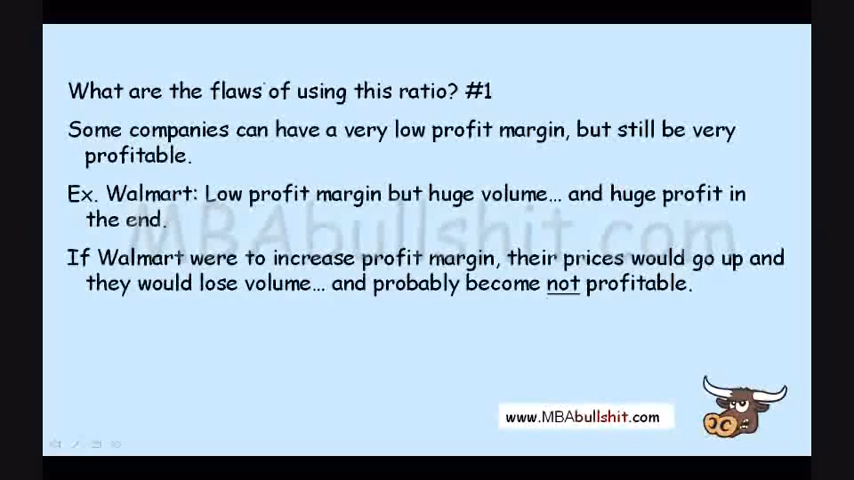 What are the flaws of using this ratio? #1
Some companies can have a very low profit margin, but still be very
profitable.
Ex. Walmart: Low profit margin but huge volume... and huge profit in
the end.
MBAbullshit.com
If Walmart were to increase profit margin, their prices would go up and
they would lose volume... and probably become not profitable.
www.MBAbullshit.com